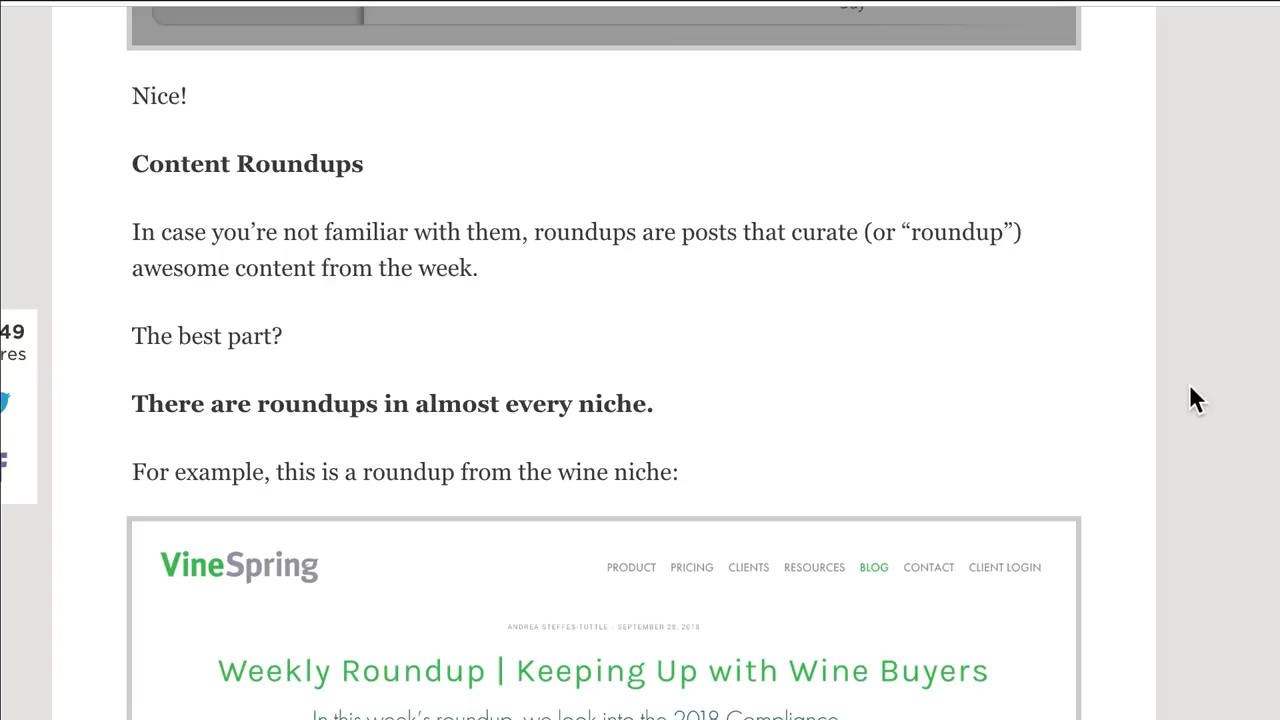 Nice!
Content Roundups
In case you’re not familiar with them, roundups are posts that curate (or “roundup”)
awesome content from the week.
The best part?
49
res
There are roundups in almost every niche.
For example, this is a roundup from the wine niche:
VineSpring
PRODUCT PRICING CLIENTS RESOURCES BLOG CONTACT CLIENT LOGIN
ANDREA STEFFES-TUTTLE · SEPTEMBER 28, 2018
Weekly Roundup | Keeping Up with Wine Buyers
In this week's roundup, we look into the 2018 Compliance